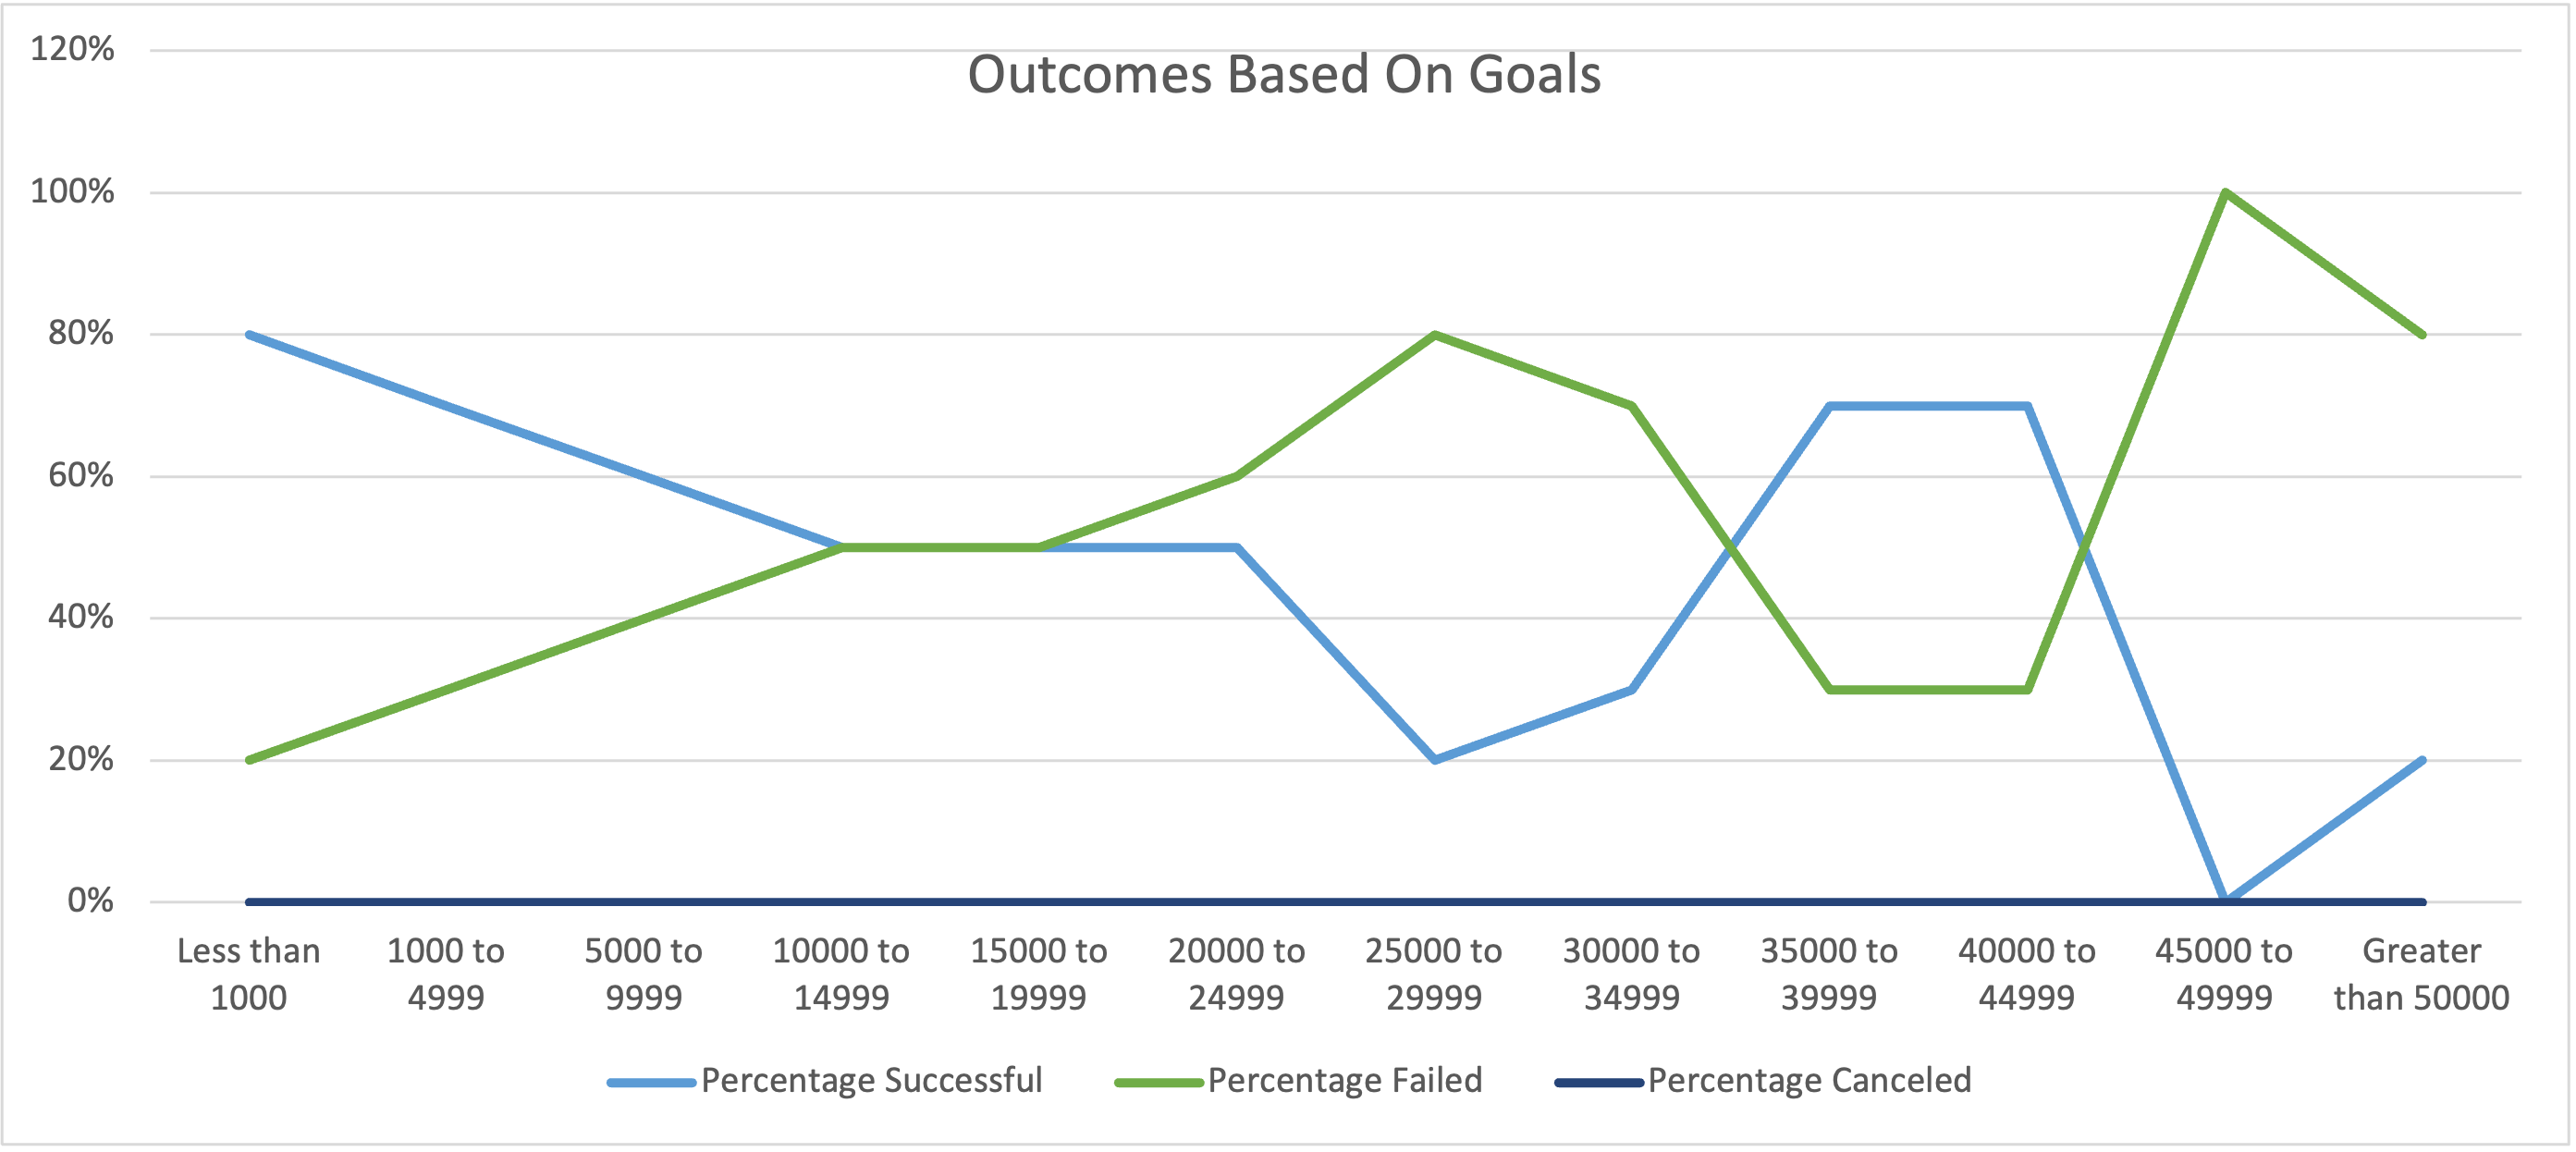 Outcomes Based On Goals
120%
100%
80%
60%
40%
20%
0%
Less than 1000
1000 to 4999
5000 to 9999
10000 to 14999
15000 to 19999
20000 to 24999
25000 to 29999
30000 to 34999
35000 to 39999
40000 to 44999
45000 to 49999
Greater than 50000
Percentage Successful
Percentage Failed
Percentage Canceled